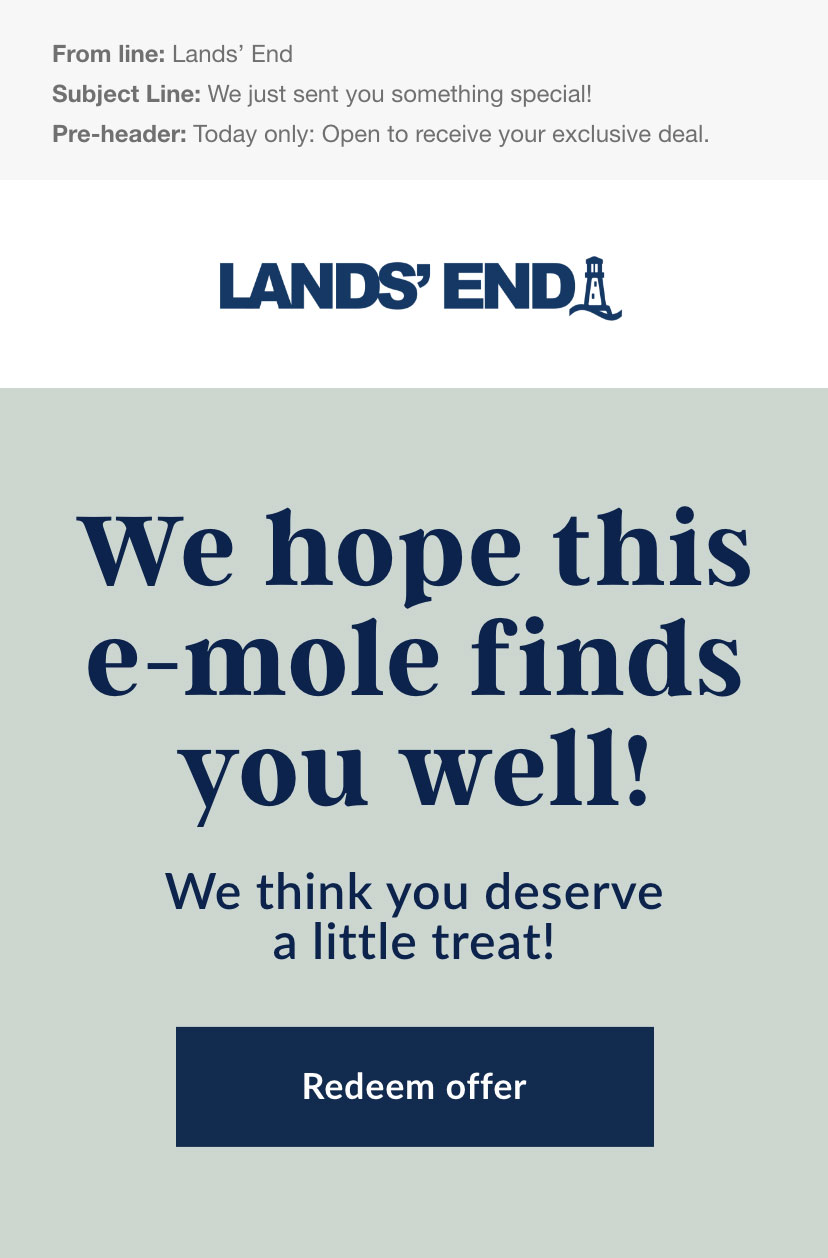 From line: Lands’ End
Subject Line: We just sent you something special!
Pre-header: Today only: Open to receive your exclusive deal.
LANDS’ END
We hope this
e-mole finds
you well!
We think you deserve
a little treat!
Redeem offer